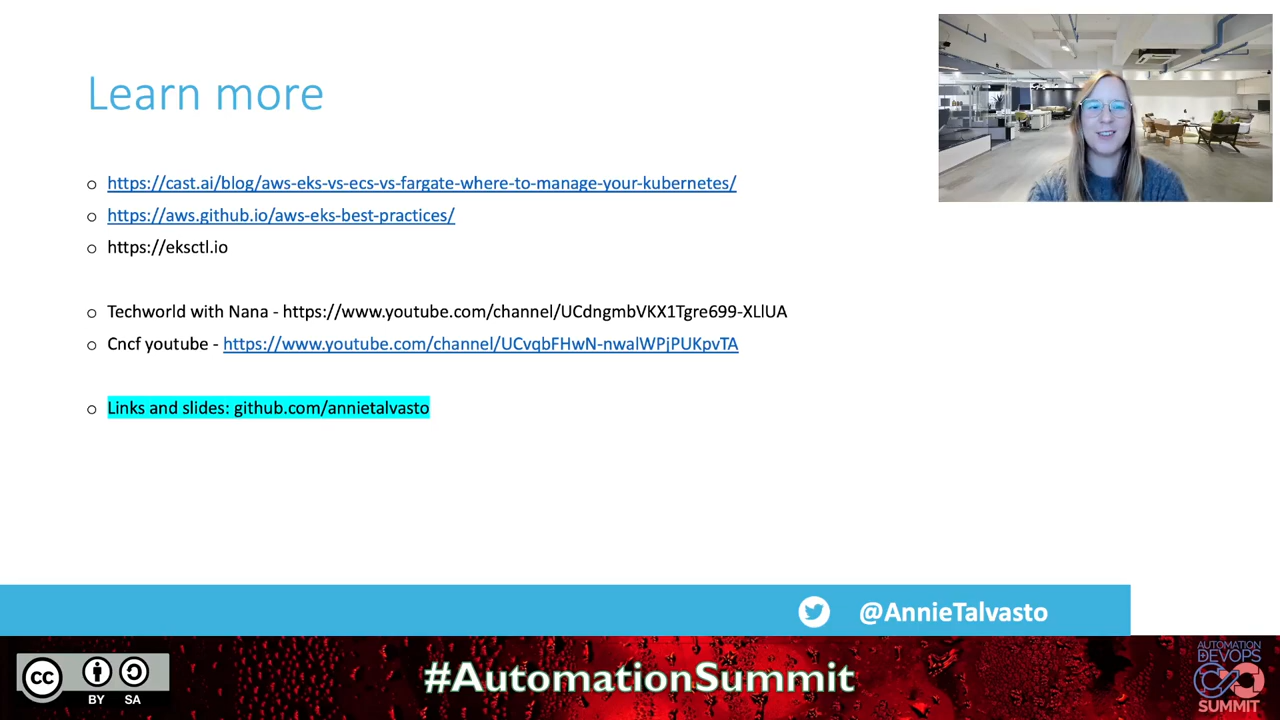 Learn more
https://cast.ai/blog/aws-eks-vs-ecs-vs-fargate-where-to-manage-your-kubernetes/
https://aws.github.io/aws-eks-best-practices/
https://eksctl.io
Techworld with Nana - https://www.youtube.com/channel/UCdngmbVKX1Tgre699-XLlUA
Cncf youtube - https://www.youtube.com/channel/UCvqbFHwN-nwalWPjPUKpvTA
Links and slides: github.com/annietalvasto
@AnnieTalvasto
cc
BY SA
#AutomationSummit
AUTOMATION
DEVOPS
SUMMIT